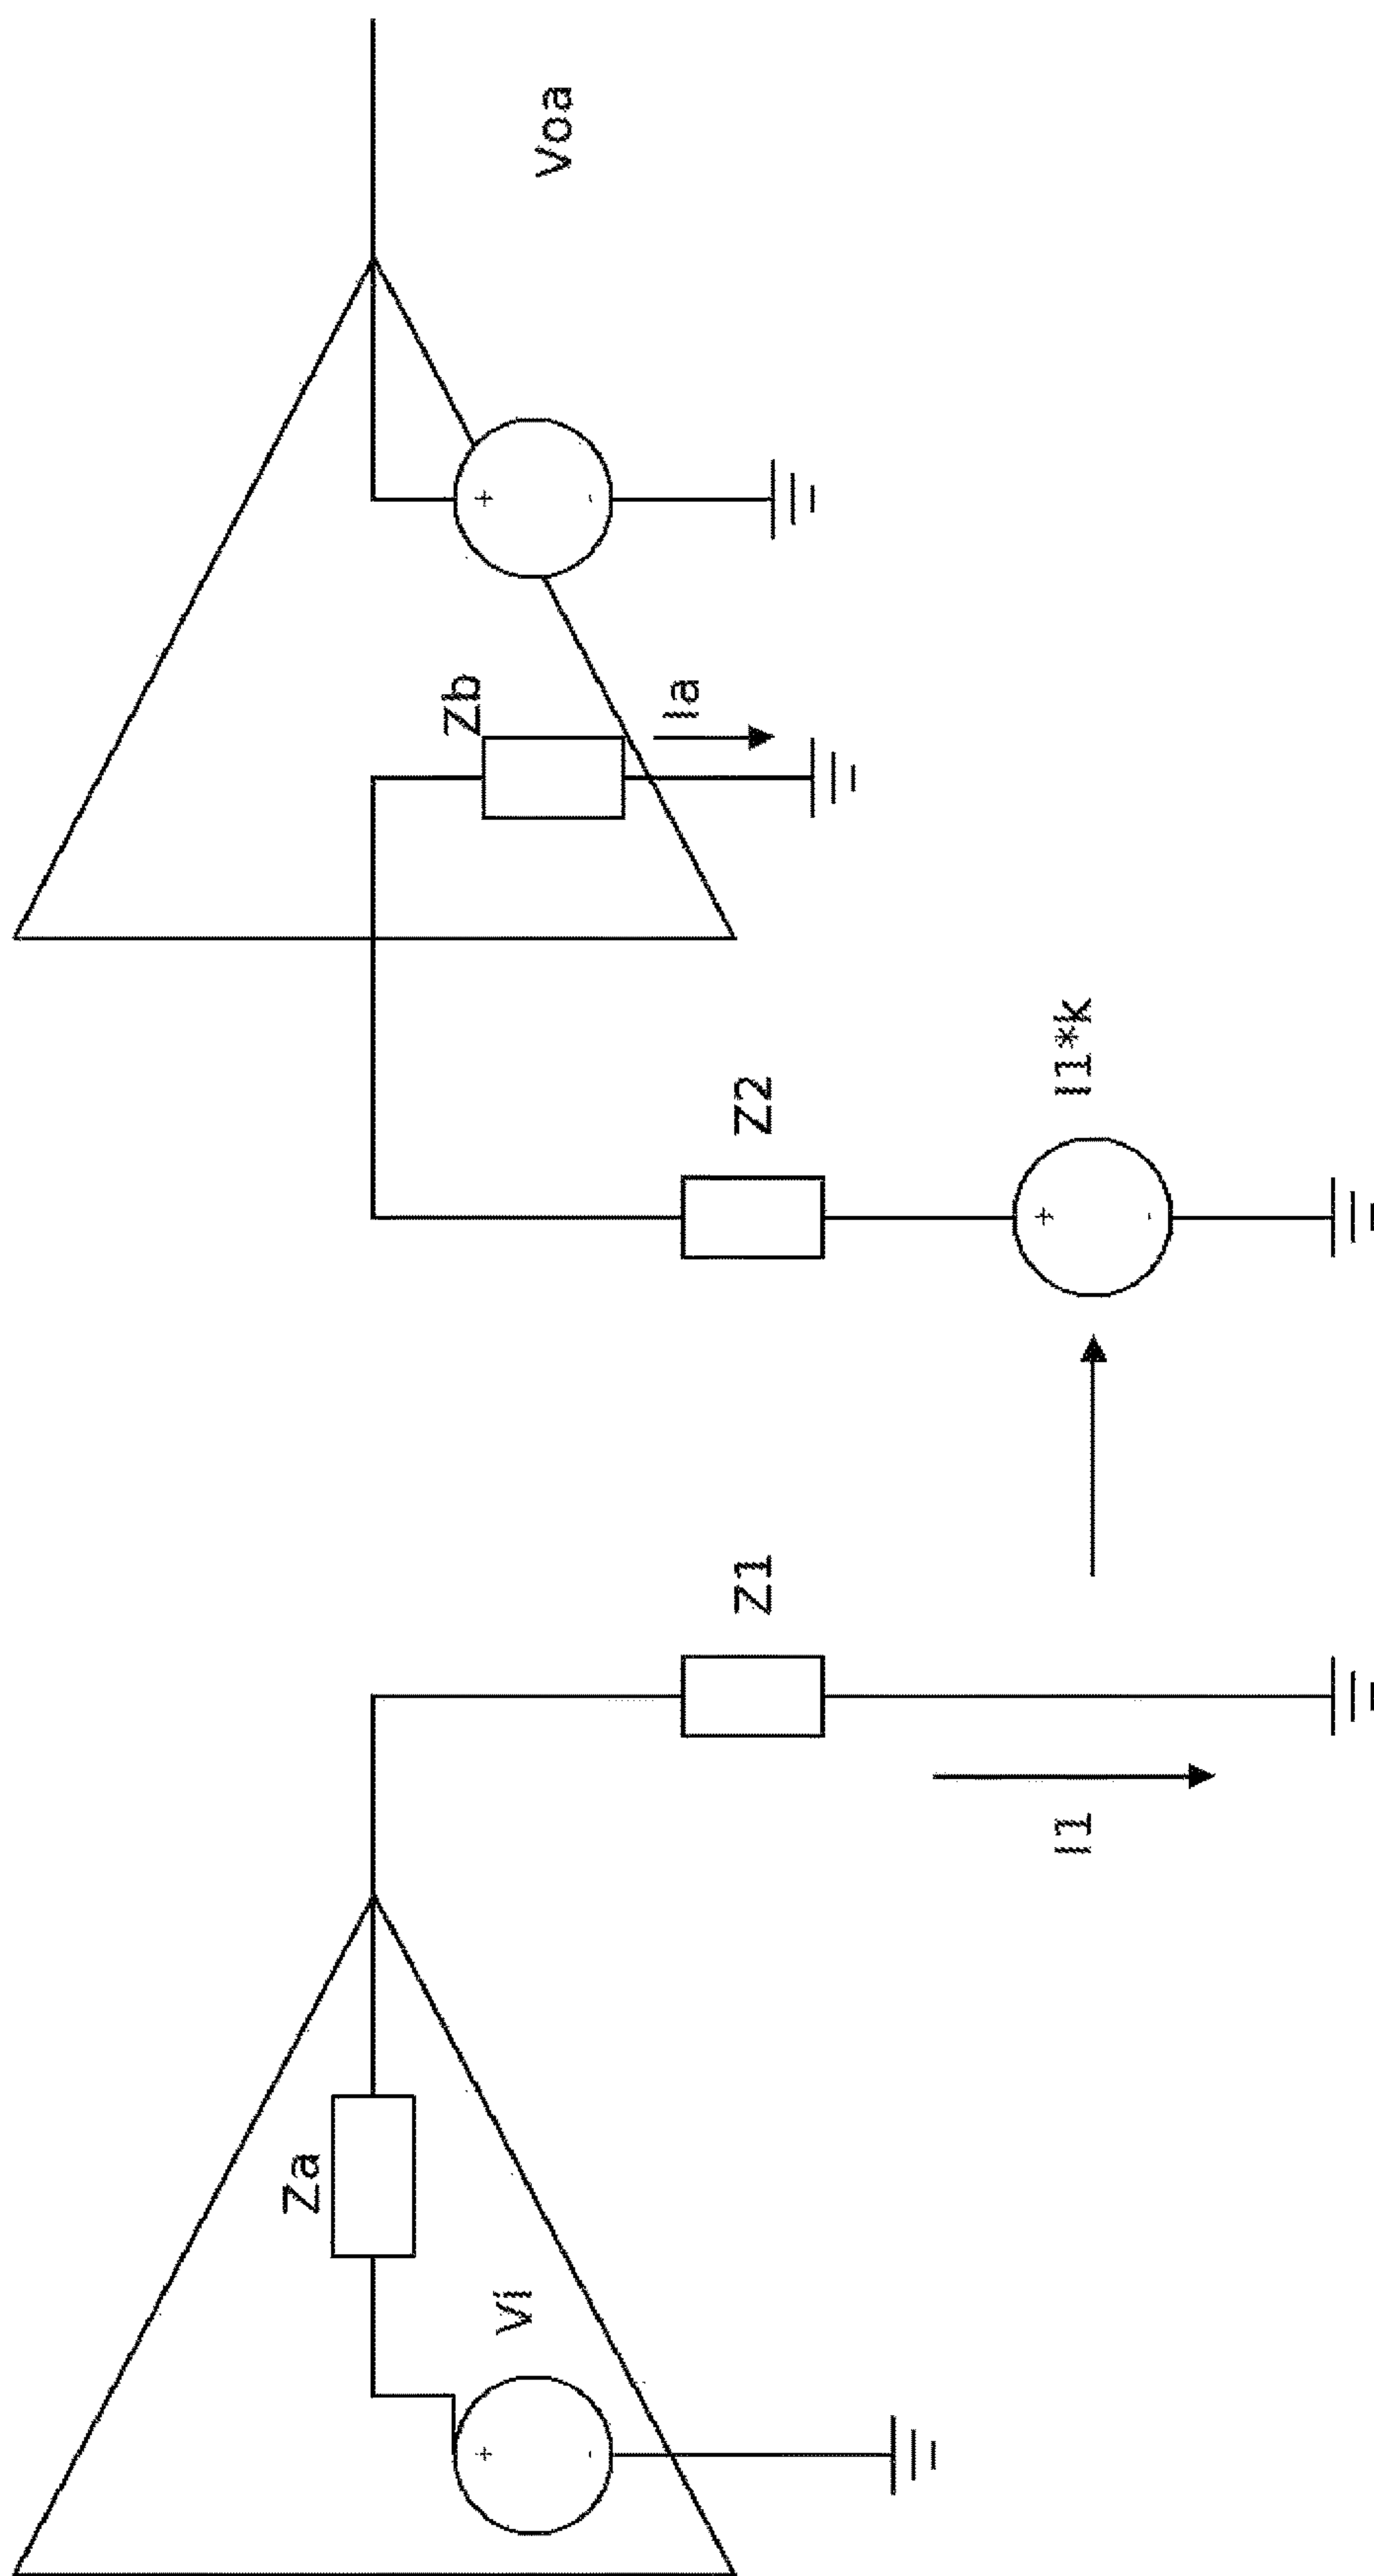 Za
Vi
I1
Z1
Z2
I1*k
Zb
Ia
Voa
+
-
+
-
+
-